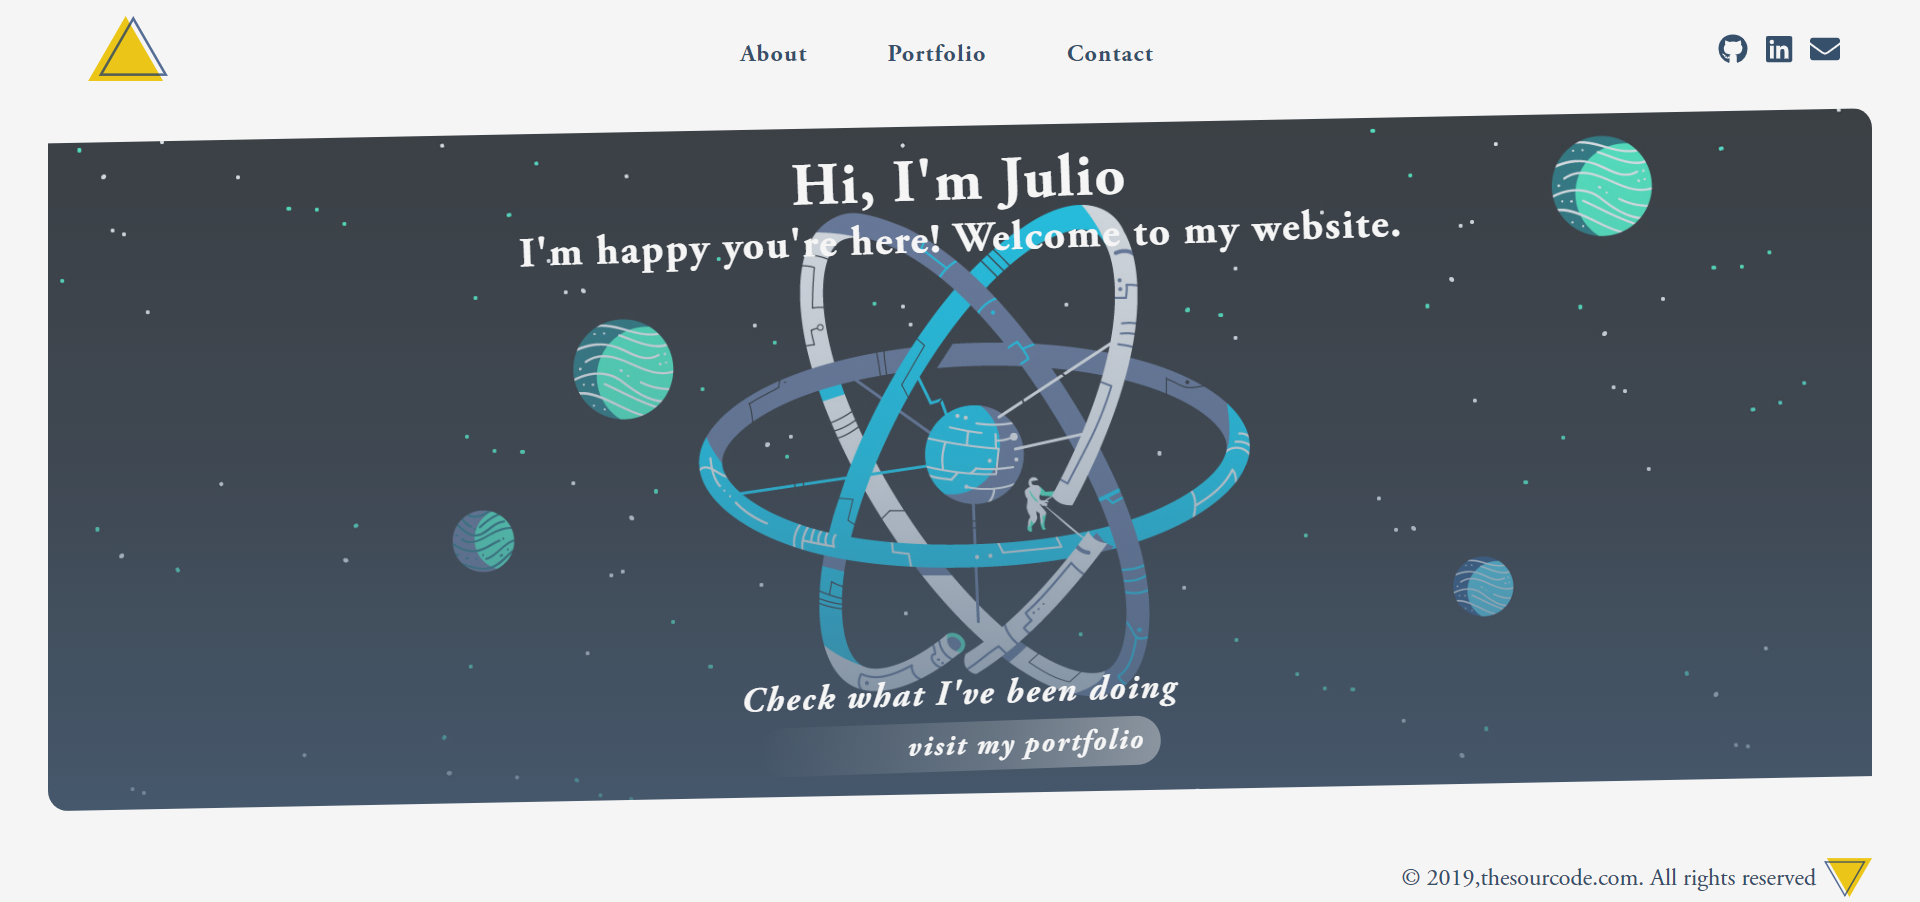 About Portfolio Contact
Hi, I'm Julio
I'm happy you're here! Welcome to my website.
Check what I've been doing
visit my portfolio
© 2019,thesourcode.com. All rights reserved